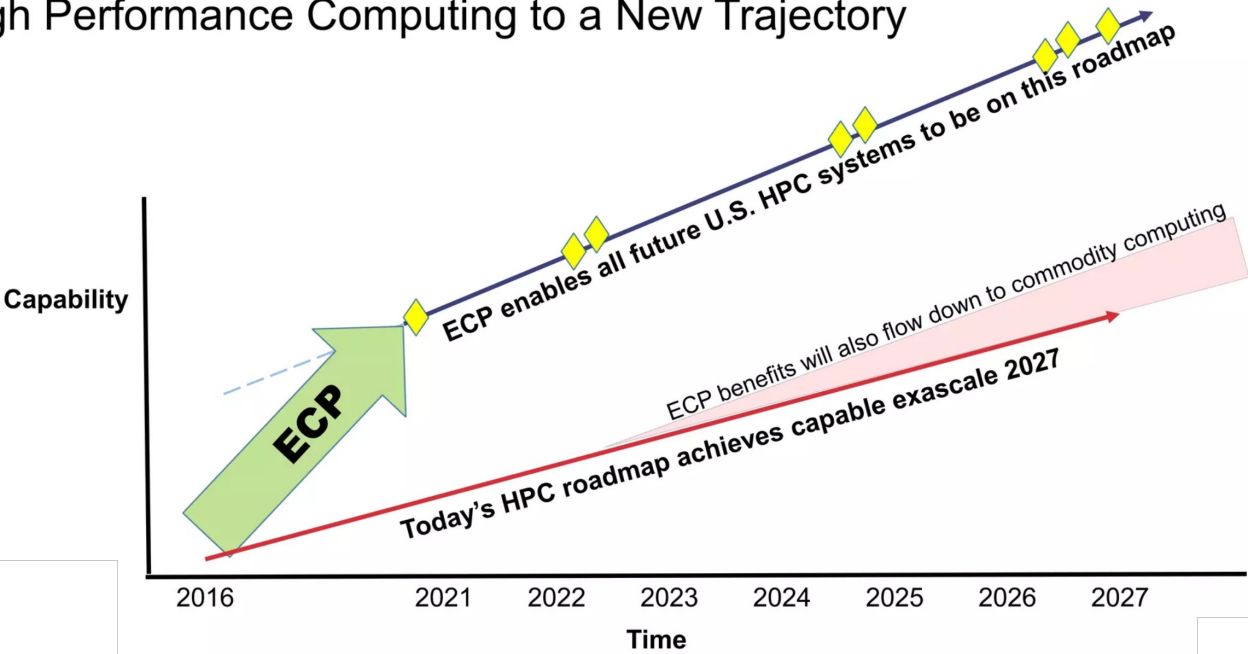 gh Performance Computing to a New Trajectory
ECP enables all future U.S. HPC systems to be on this roadmap
Capability
ECP benefits will also flow down to commodity computing
ECP
Today's HPC roadmap achieves capable exascale 2027
2016 2021 2022 2023 2024 2025 2026 2027
Time